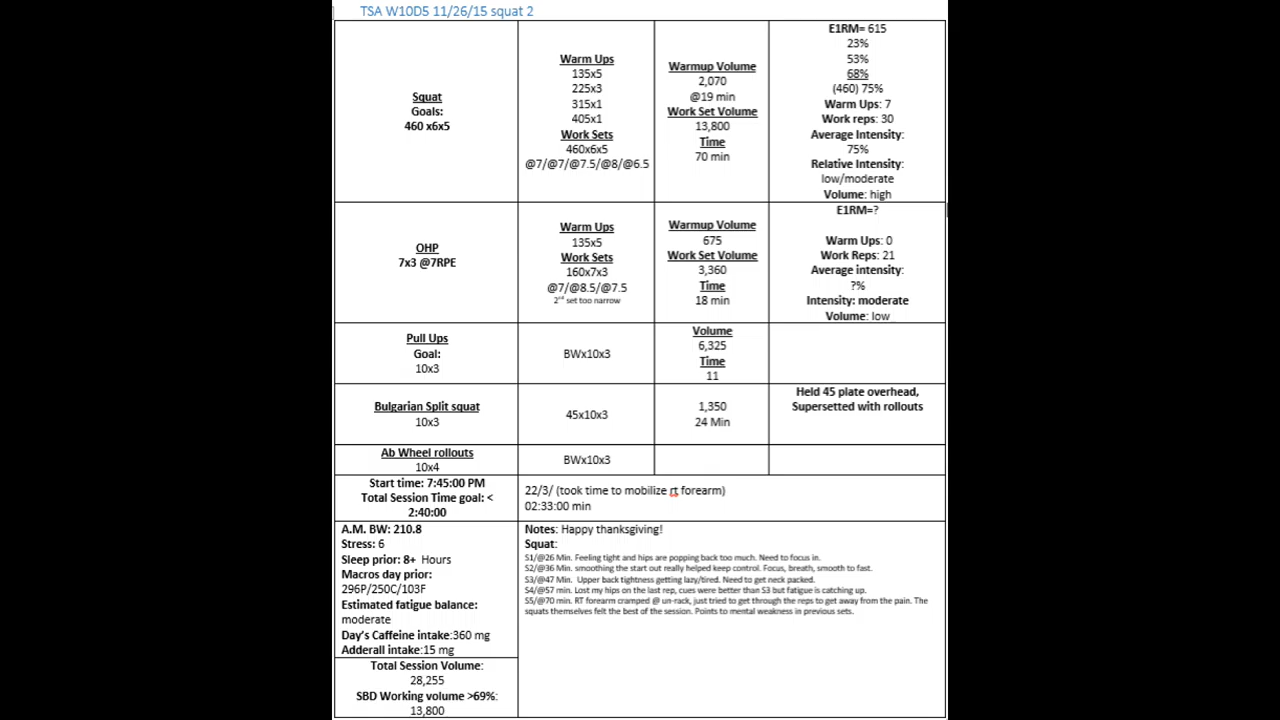 TSA W10D5 11/26/15 squat 2
Squat
Goals:
460 x6x5
Warm Ups
135x5
225x3
315x1
405x1
Work Sets
460x6x5
@7/@7/@7.5/@8/@6.5
Warmup Volume
2,070
@19 min
Work Set Volume
13,800
Time
70 min
E1RM= 615
23%
53%
68%
(460) 75%
Warm Ups: 7
Work reps: 30
Average Intensity:
75%
Relative Intensity:
low/moderate
Volume: high
OHP
7x3 @7RPE
Warm Ups
135x5
Work Sets
160x7x3
@7/@8.5/@7.5
2nd set too narrow
Warmup Volume
675
Work Set Volume
3,360
Time
18 min
E1RM=?
Warm Ups: 0
Work Reps: 21
Average intensity:
?%
Intensity: moderate
Volume: low
Pull Ups
Goal:
10x3
BWx10x3
Volume
6,325
Time
11
Bulgarian Split squat
10x3
45x10x3
1,350
24 Min
Held 45 plate overhead,
Supersetted with rollouts
Ab Wheel rollouts
10x4
BWx10x3
Start time: 7:45:00 PM
Total Session Time goal: <
2:40:00
22/3/ (took time to mobilize rt forearm)
02:33:00 min
A.M. BW: 210.8
Stress: 6
Sleep prior: 8+ Hours
Macros day prior:
296P/250C/103F
Estimated fatigue balance:
moderate
Day's Caffeine intake:360 mg
Adderall intake:15 mg
Notes: Happy thanksgiving!
Squat:
S1/@26 Min. Feeling tight and hips are popping back too much. Need to focus in.
S2/@36 Min. smoothing the start out really helped keep control. Focus, breath, smooth to fast.
S3/@47 Min. Upper back tightness getting lazy/tired. Need to get neck packed.
S4/@57 min. Lost my hips on the last rep, cues were better than S3 but fatigue is catching up.
S5/@70 min. RT forearm cramped @ un-rack, just tried to get through the reps to get away from the pain. The
squats themselves felt the best of the session. Points to mental weakness in previous sets.
Total Session Volume:
28,255
SBD Working volume >69%:
13,800